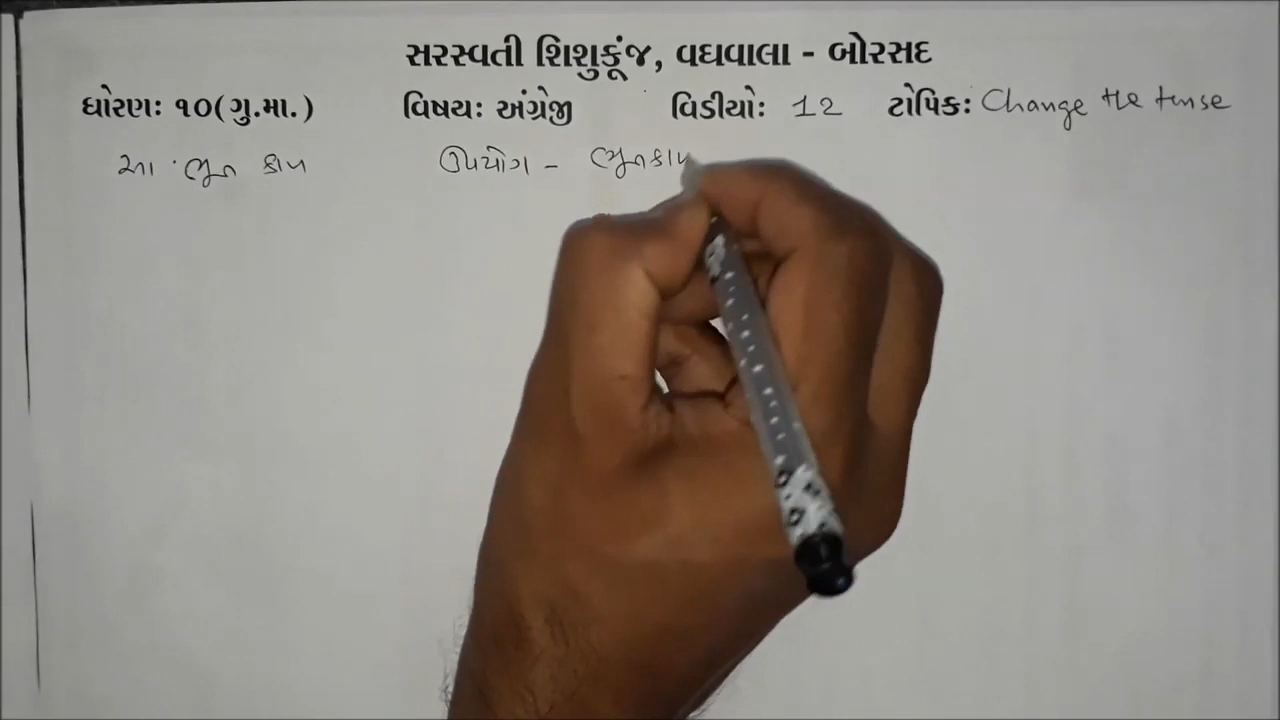 સરસ્વતી શિશુકૂંજ, વઘવાલા - બોરસદ
ધોરણઃ ૧૦(ગુ.મા.) વિષયઃ અંગ્રેજી વિડીયોઃ 12 ટોપિકઃ Change the tense
સા ભૂત કાળ ઉપયોગ - ભૂતકાળ